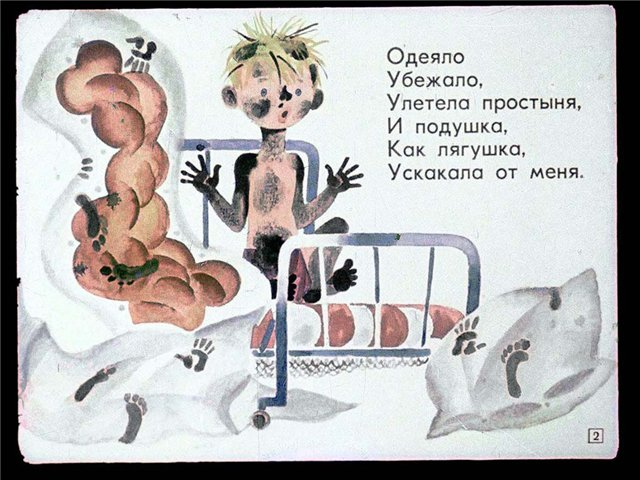 Одеяло
Убежало,
Улетела простыня,
И подушка,
Как лягушка,
Ускакала от меня.
2